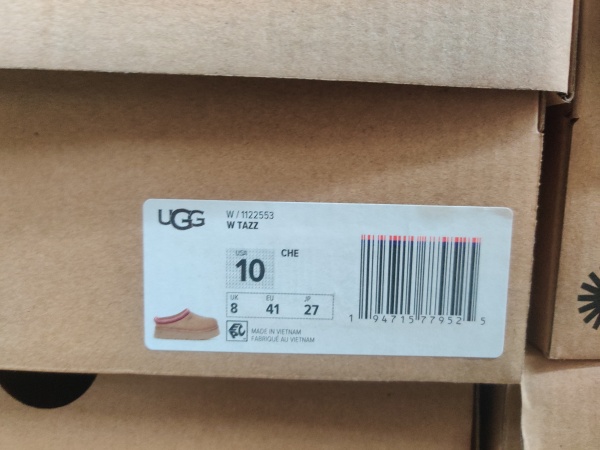 UGG
W / 1122553
W TAZZ
USA
10
CHE
UK EU JP
8 41 27
MADE IN VIETNAM
FABRIQUÉ AU VIETNAM
1 94715 77952 5